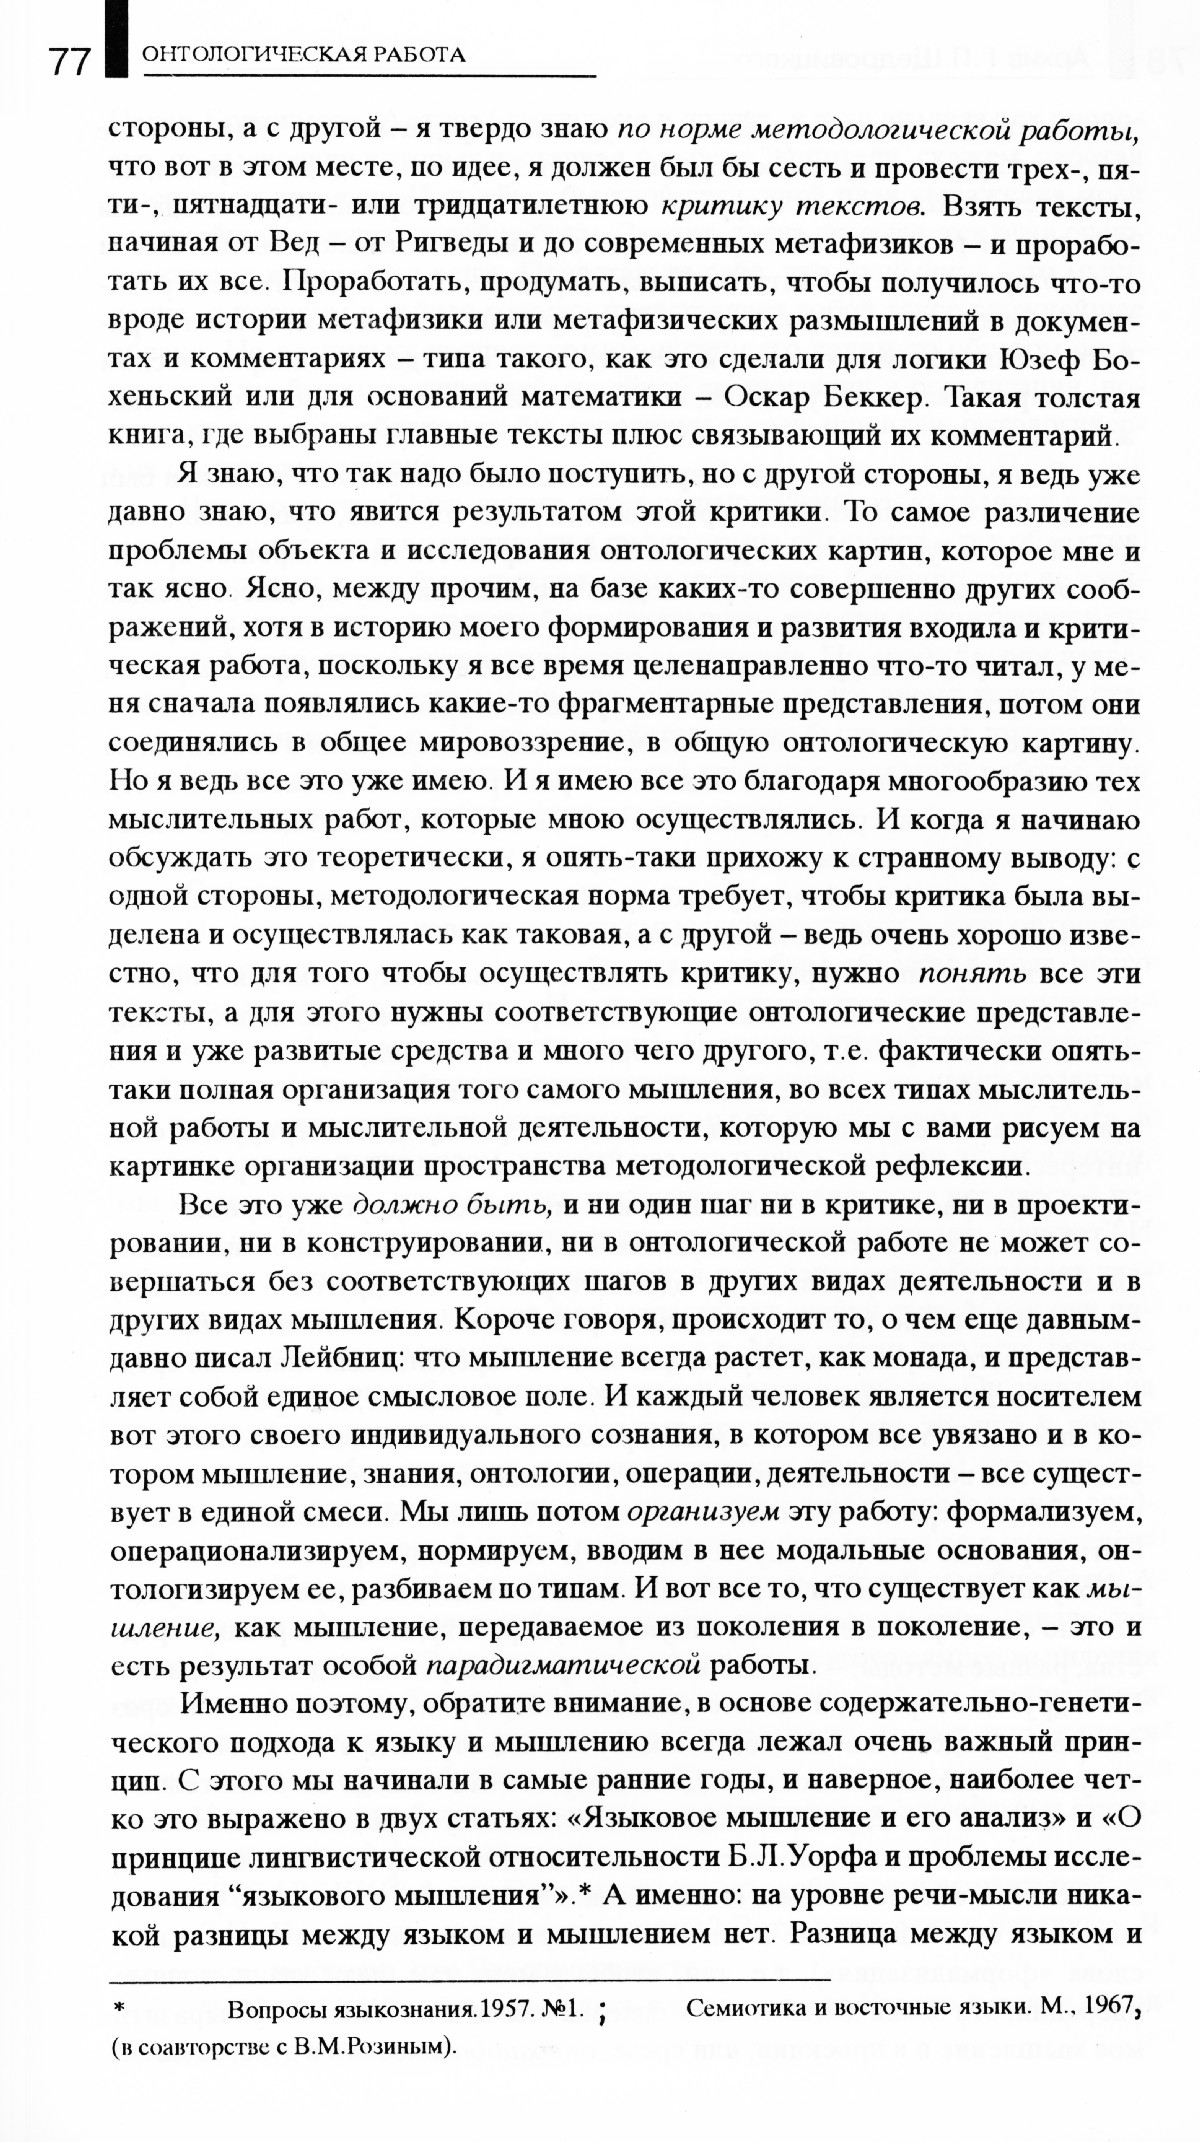 77 ОНТОЛОГИЧЕСКАЯ РАБОТА
стороны, а с другой – я твердо знаю по норме методологической работы,
что вот в этом месте, по идее, я должен был бы сесть и провести трех-, пя-
ти-, пятнадцати- или тридцатилетнюю критику текстов. Взять тексты,
начиная от Вед – от Ригведы и до современных метафизиков – и прорабо-
тать их все. Проработать, продумать, выписать, чтобы получилось что-то
вроде истории метафизики или метафизических размышлений в докумен-
тах и комментариях – типа такого, как это сделали для логики Юзеф Бо-
хеньский или для оснований математики – Оскар Беккер. Такая толстая
книга, где выбраны главные тексты плюс связывающий их комментарий.
Я знаю, что так надо было поступить, но с другой стороны, я ведь уже
давно знаю, что явится результатом этой критики. То самое различение
проблемы объекта и исследования онтологических картин, которое мне и
так ясно. Ясно, между прочим, на базе каких-то совершенно других сооб-
ражений, хотя в историю моего формирования и развития входила и крити-
ческая работа, поскольку я все время целенаправленно что-то читал, у ме-
ня сначала появлялись какие-то фрагментарные представления, потом они
соединялись в общее мировоззрение, в общую онтологическую картину.
Но я ведь все это уже имею. И я имею все это благодаря многообразию тех
мыслительных работ, которые мною осуществлялись. И когда я начинаю
обсуждать это теоретически, я опять-таки прихожу к странному выводу: с
одной стороны, методологическая норма требует, чтобы критика была вы-
делена и осуществлялась как таковая, а с другой – ведь очень хорошо изве-
стно, что для того чтобы осуществлять критику, нужно понять все эти
тексты, а для этого нужны соответствующие онтологические представле-
ния и уже развитые средства и много чего другого, т.е. фактически опять-
таки полная организация того самого мышления, во всех типах мыслитель-
ной работы и мыслительной деятельности, которую мы с вами рисуем на
картинке организации пространства методологической рефлексии.
Все это уже должно быть, и ни один шаг ни в критике, ни в проекти-
ровании, ни в конструировании, ни в онтологической работе не может со-
вершаться без соответствующих шагов в других видах деятельности и в
других видах мышления. Короче говоря, происходит то, о чем еще давным-
давно писал Лейбниц: что мышление всегда растет, как монада, и представ-
ляет собой единое смысловое поле. И каждый человек является носителем
вот этого своего индивидуального сознания, в котором все увязано и в ко-
тором мышление, знания, онтологии, операции, деятельности – все сущест-
вует в единой смеси. Мы лишь потом организуем эту работу: формализуем,
операционализируем, нормируем, вводим в нее модальные основания, он-
тологизируем ее, разбиваем по типам. И вот все то, что существует как мы-
шление, как мышление, передаваемое из поколения в поколение, – это и
есть результат особой парадигматической работы.
Именно поэтому, обратите внимание, в основе содержательно-генети-
ческого подхода к языку и мышлению всегда лежал очень важный прин-
цип. С этого мы начинали в самые ранние годы, и наверное, наиболее чет-
ко это выражено в двух статьях: «Языковое мышление и его анализ» и «О
принципе лингвистической относительности Б.Л.Уорфа и проблемы иссле-
дования “языкового мышления”».* А именно: на уровне речи-мысли ника-
кой разницы между языком и мышлением нет. Разница между языком и
* Вопросы языкознания.1957. №1. ; Семиотика и восточные языки. М., 1967,
(в соавторстве с В.М.Розиным).